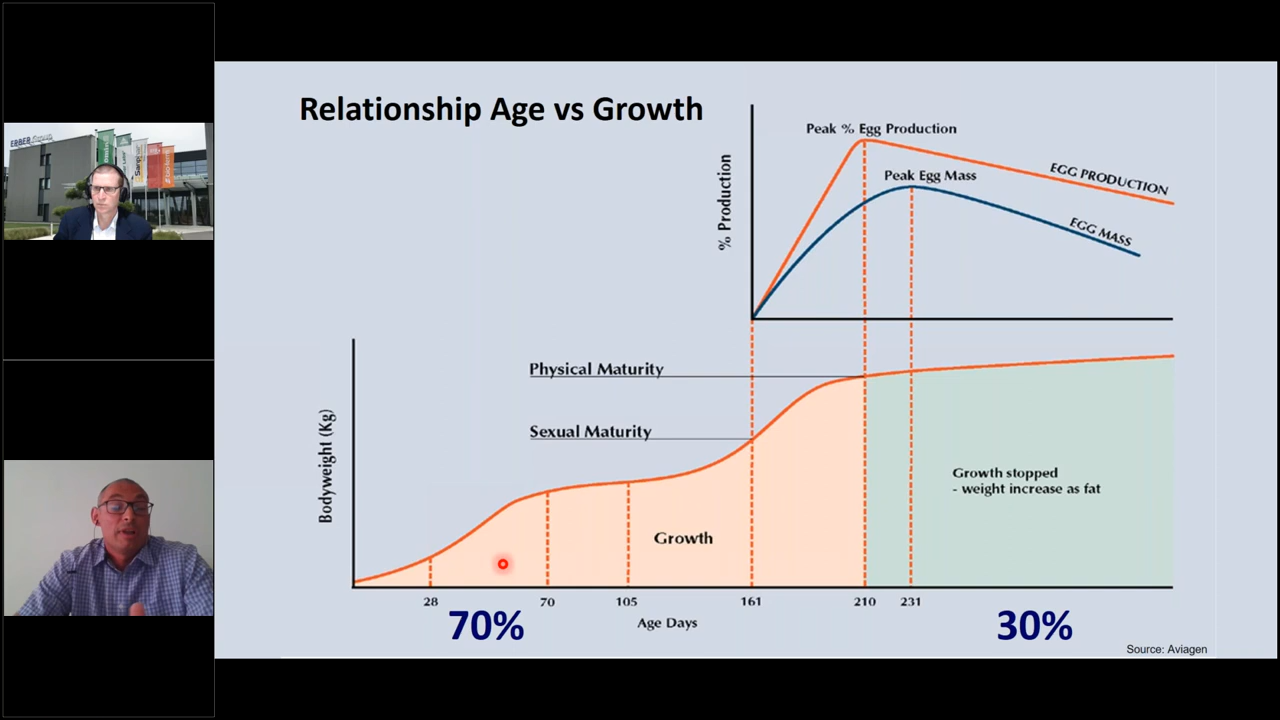 Relationship Age vs Growth
Peak % Egg Production
EGG PRODUCTION
Peak Egg Mass
EGG MASS
% Production
Physical Maturity
Sexual Maturity
Bodyweight (Kg)
Growth stopped
- weight increase as fat
Growth
28 70 105 161 210 231
Age Days
70% 30%
Source: Aviagen
ERBER